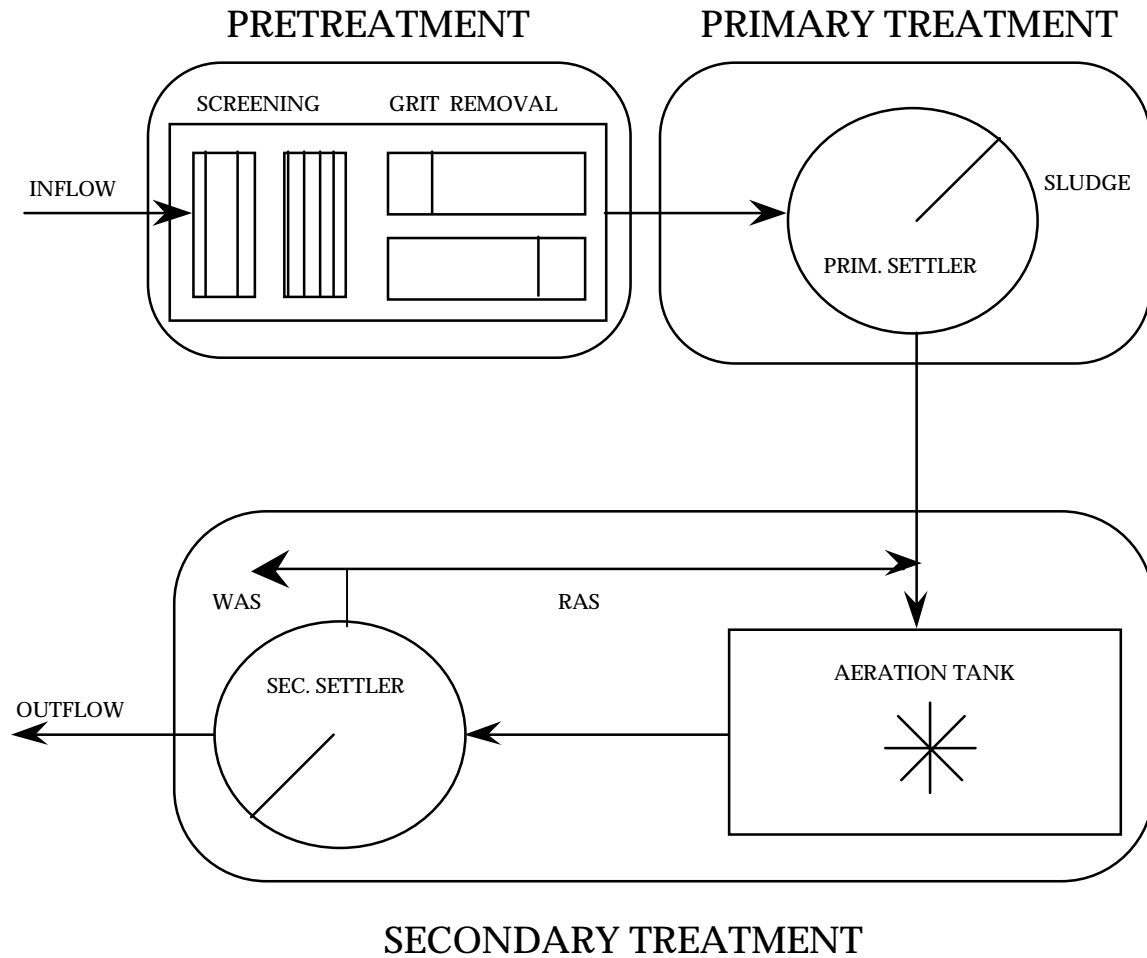 PRETREATMENT
PRIMARY TREATMENT
SCREENING
GRIT REMOVAL
INFLOW
SLUDGE
PRIM. SETTLER
WAS
RAS
SEC. SETTLER
AERATION TANK
OUTFLOW
SECONDARY TREATMENT